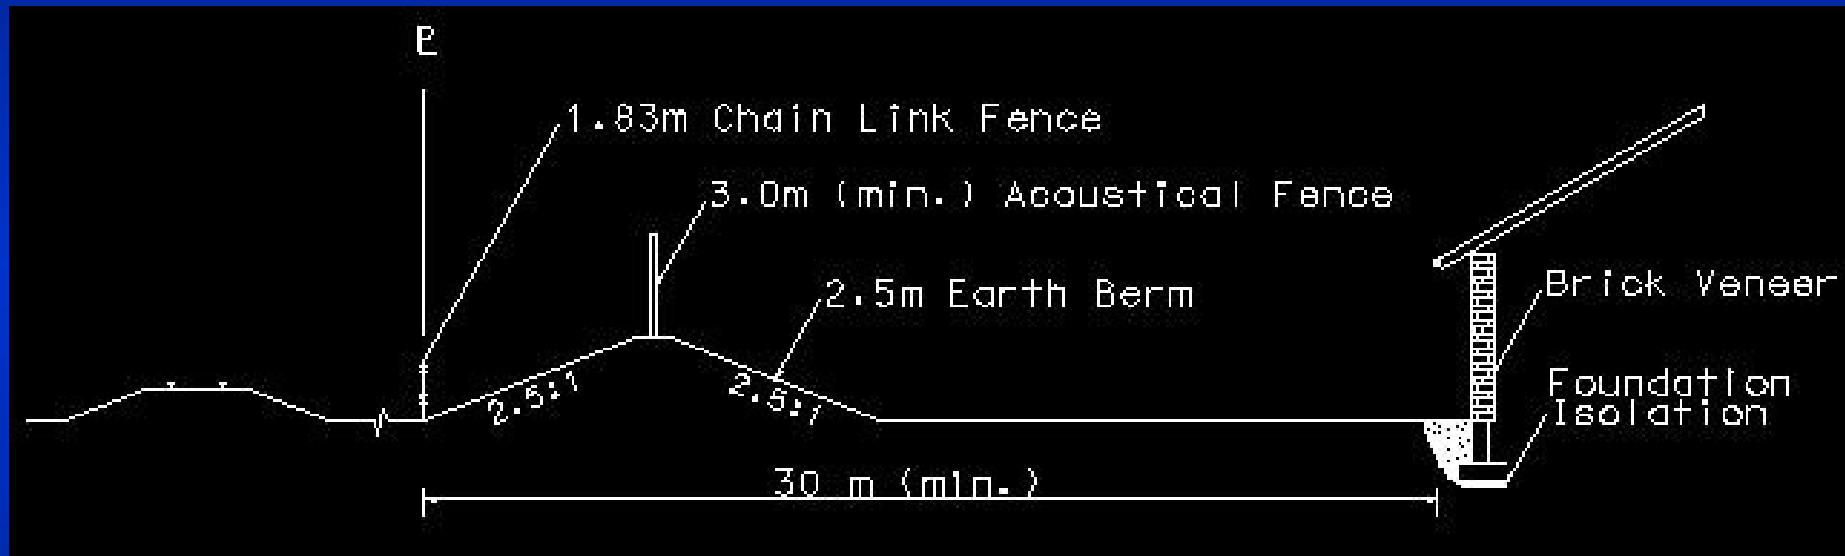 PL
1.83m Chain Link Fence
3.0m (min.) Acoustical Fence
2.5m Earth Berm
Brick Veneer
2.5:1
2.5:1
Foundation
Isolation
30 m (min.)